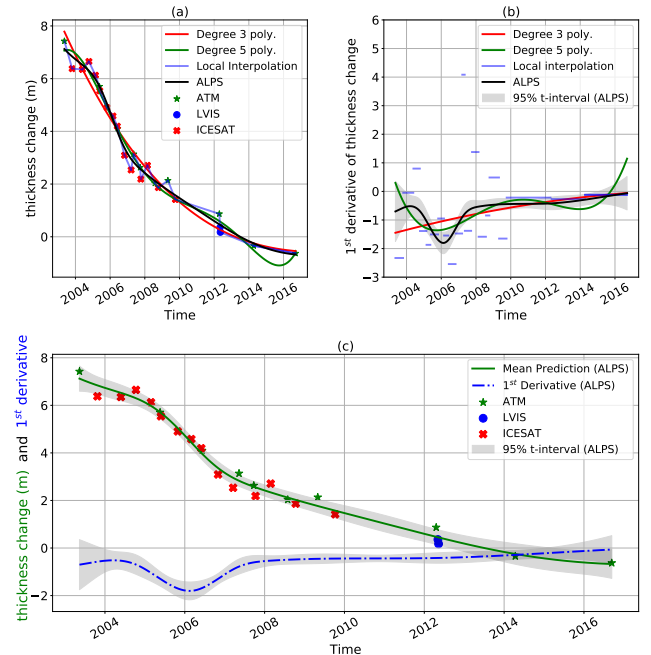 (a)
thickness change (m)
8
6
4
2
0
Degree 3 poly.
Degree 5 poly.
Local Interpolation
ALPS
ATM
LVIS
ICESAT
2004
2006
2008
2010
2012
2014
2016
Time
(b)
1st derivative of thickness change
6
5
4
3
2
1
0
−1
−2
−3
Degree 3 poly.
Degree 5 poly.
Local interpolation
ALPS
95% t-interval (ALPS)
2004
2006
2008
2010
2012
2014
2016
Time
(c)
thickness change (m) and 1st derivative
8
6
4
2
0
−2
Mean Prediction (ALPS)
1st Derivative (ALPS)
ATM
LVIS
ICESAT
95% t-interval (ALPS)
2004
2006
2008
2010
2012
2014
2016
Time